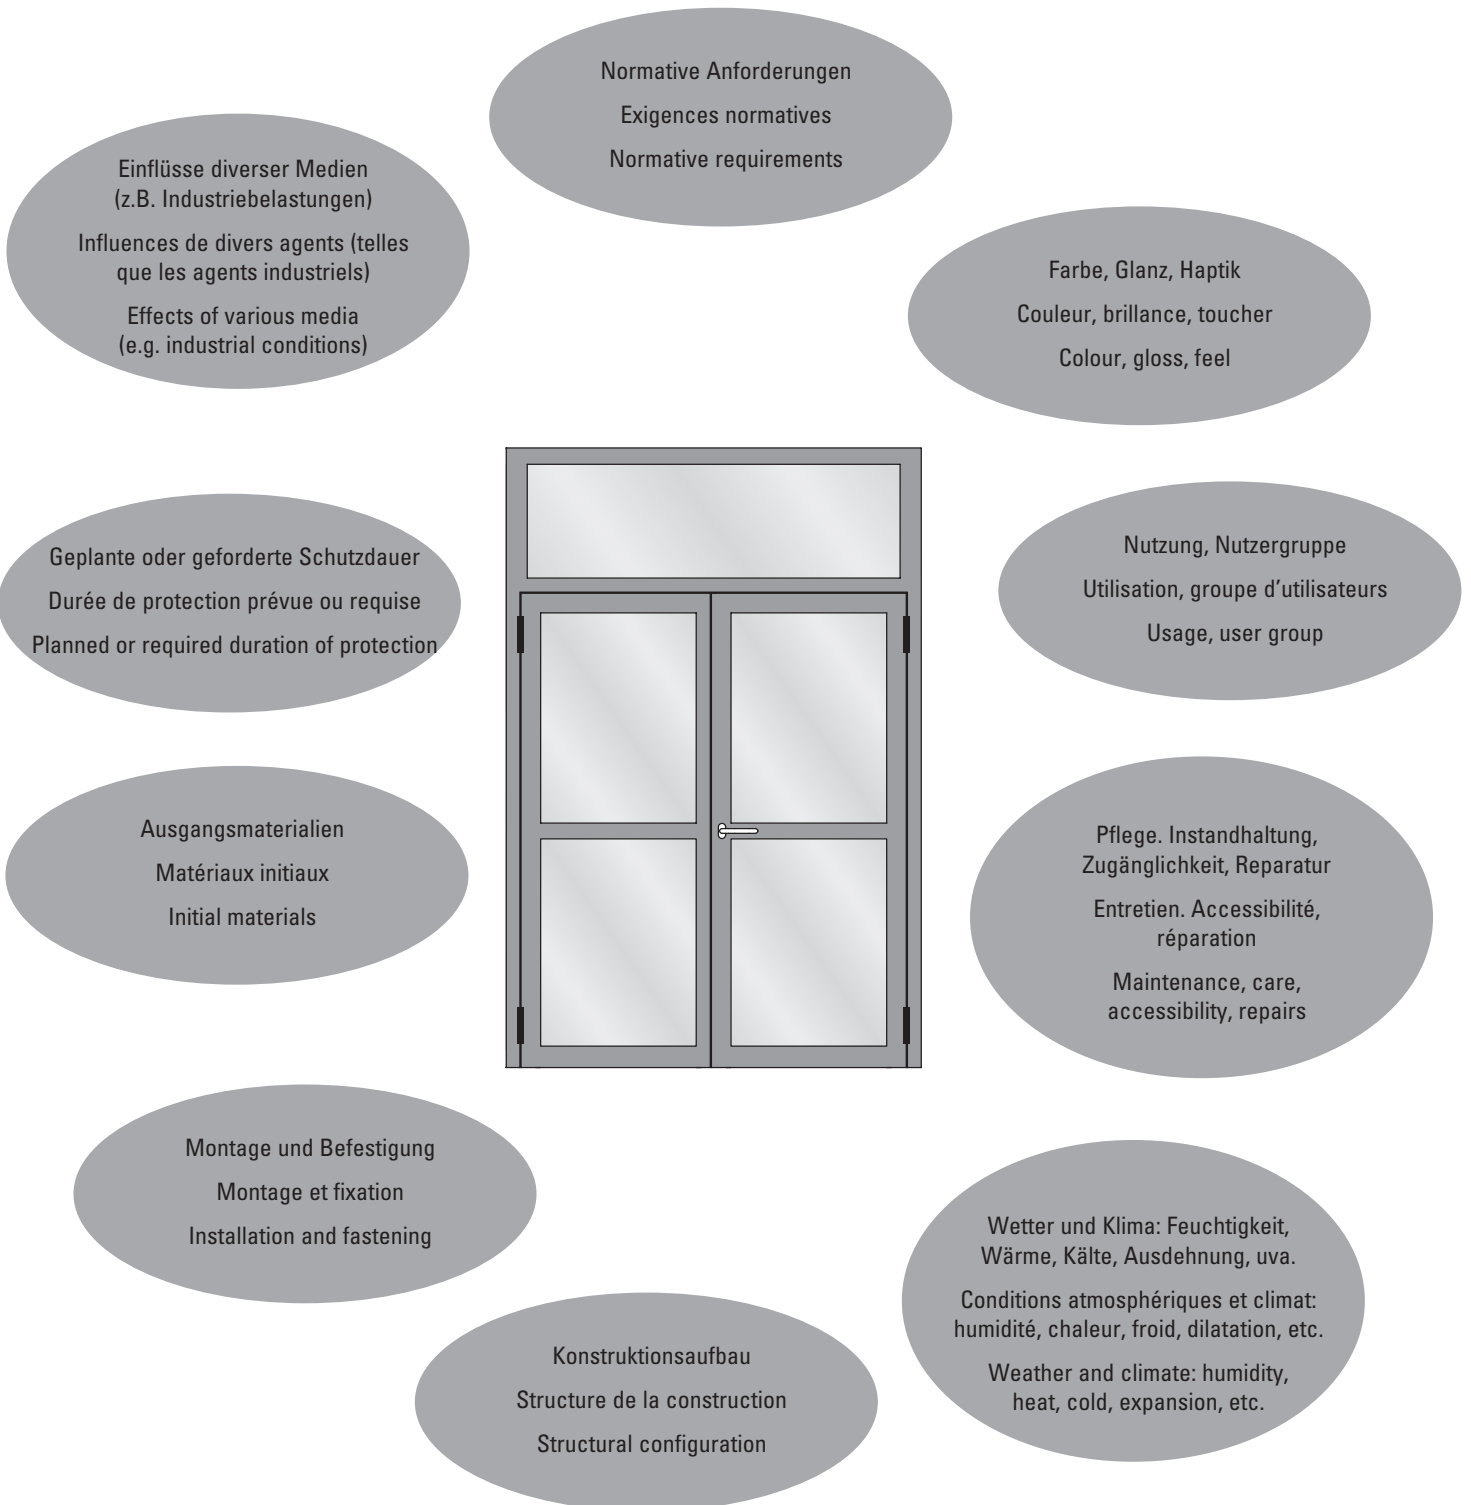 Normative Anforderungen
Exigences normatives
Normative requirements
Einflüsse diverser Medien
(z.B. Industriebelastungen)
Influences de divers agents (telles
que les agents industriels)
Effects of various media
(e.g. industrial conditions)
Farbe, Glanz, Haptik
Couleur, brillance, toucher
Colour, gloss, feel
Geplante oder geforderte Schutzdauer
Durée de protection prévue ou requise
Planned or required duration of protection
Nutzung, Nutzergruppe
Utilisation, groupe d’utilisateurs
Usage, user group
Ausgangsmaterialien
Matériaux initiaux
Initial materials
Pflege. Instandhaltung,
Zugänglichkeit, Reparatur
Entretien. Accessibilité,
réparation
Maintenance, care,
accessibility, repairs
Montage und Befestigung
Montage et fixation
Installation and fastening
Wetter und Klima: Feuchtigkeit,
Wärme, Kälte, Ausdehnung, uva.
Conditions atmosphériques et climat:
humidité, chaleur, froid, dilatation, etc.
Weather and climate: humidity,
heat, cold, expansion, etc.
Konstruktionsaufbau
Structure de la construction
Structural configuration